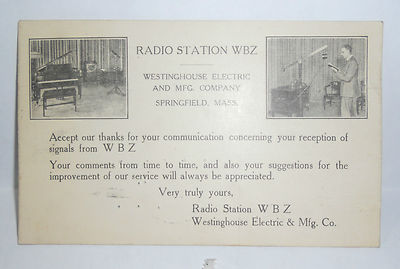 RADIO STATION WBZ
WESTINGHOUSE ELECTRIC
AND MFG. COMPANY
SPRINGFIELD, MASS.
Accept our thanks for your communication concerning your reception of
signals from W B Z
Your comments from time to time, and also your suggestions for the
improvement of our service will always be appreciated.
Very truly yours,
Radio Station W B Z
Westinghouse Electric & Mfg. Co.